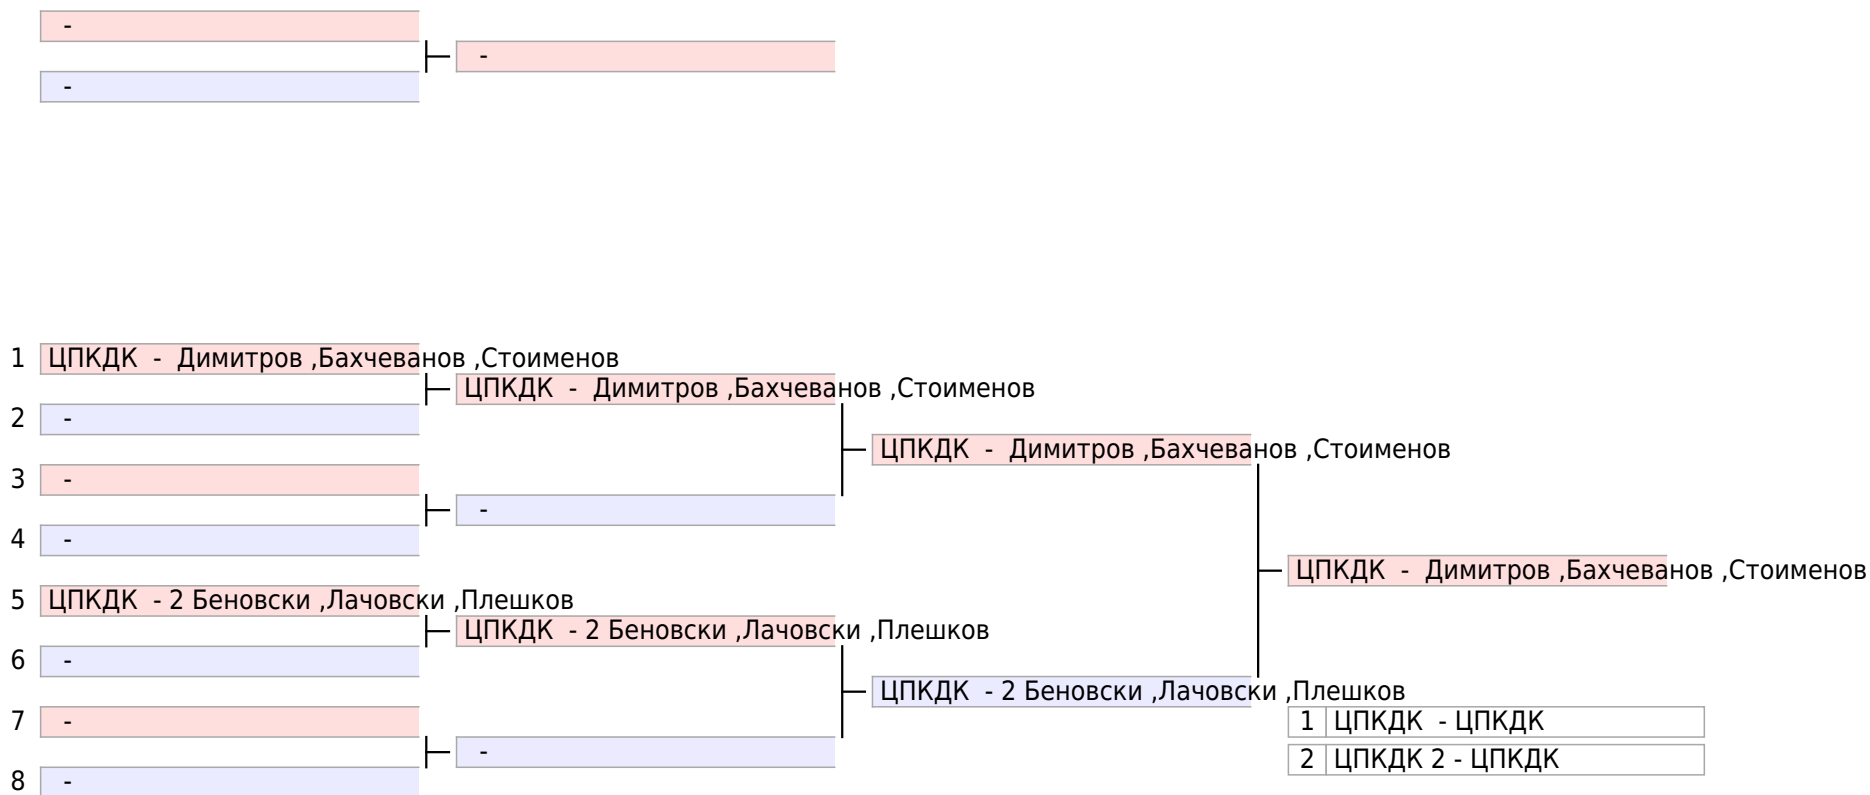 -
-
-
1 ЦПКДК - Димитров ,Бахчеванов ,Стоименов
ЦПКДК - Димитров ,Бахчеванов ,Стоименов
2 -
ЦПКДК - Димитров ,Бахчеванов ,Стоименов
3 -
-
4 -
ЦПКДК - Димитров ,Бахчеванов ,Стоименов
5 ЦПКДК - 2 Беновски ,Лачовски ,Плешков
ЦПКДК - 2 Беновски ,Лачовски ,Плешков
6 -
ЦПКДК - 2 Беновски ,Лачовски ,Плешков
7 -
1 ЦПКДК - ЦПКДК
-
2 ЦПКДК 2 - ЦПКДК
8 -